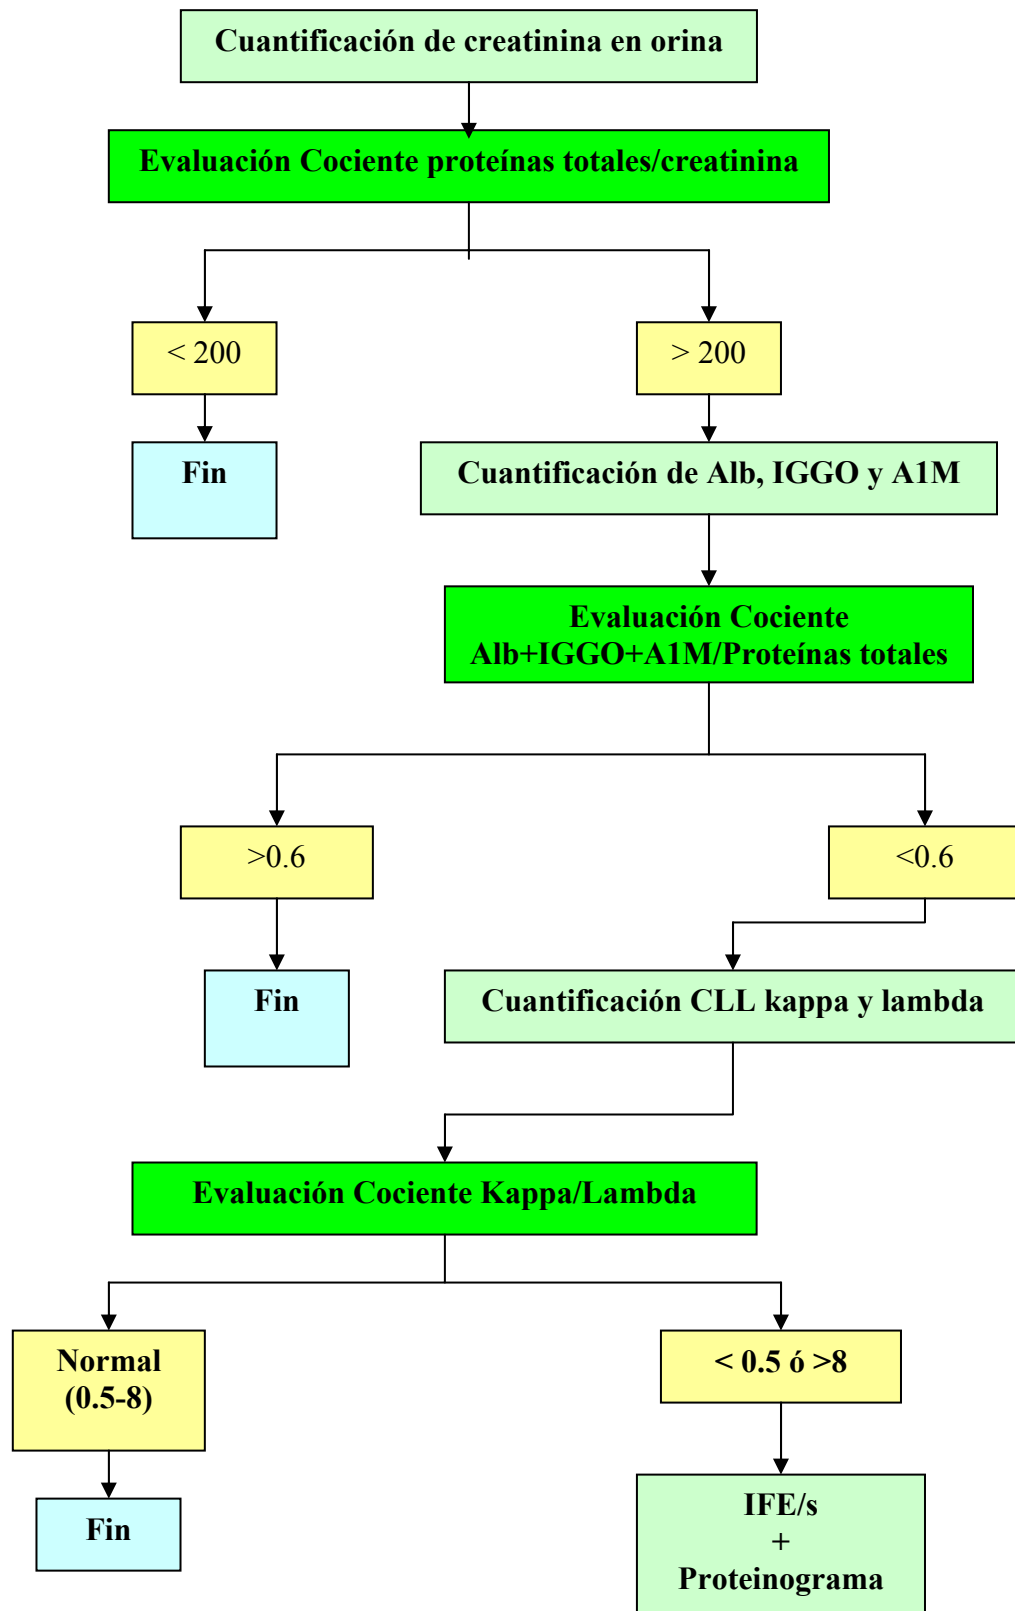 Cuantificación de creatinina en orina
Evaluación Cociente proteínas totales/creatinina
< 200
> 200
Fin
Cuantificación de Alb, IGGO y A1M
Evaluación Cociente
Alb+IGGO+A1M/Proteínas totales
>0.6
<0.6
Fin
Cuantificación CLL kappa y lambda
Evaluación Cociente Kappa/Lambda
Normal
(0.5-8)
< 0.5 ó >8
Fin
IFE/s
+
Proteinograma